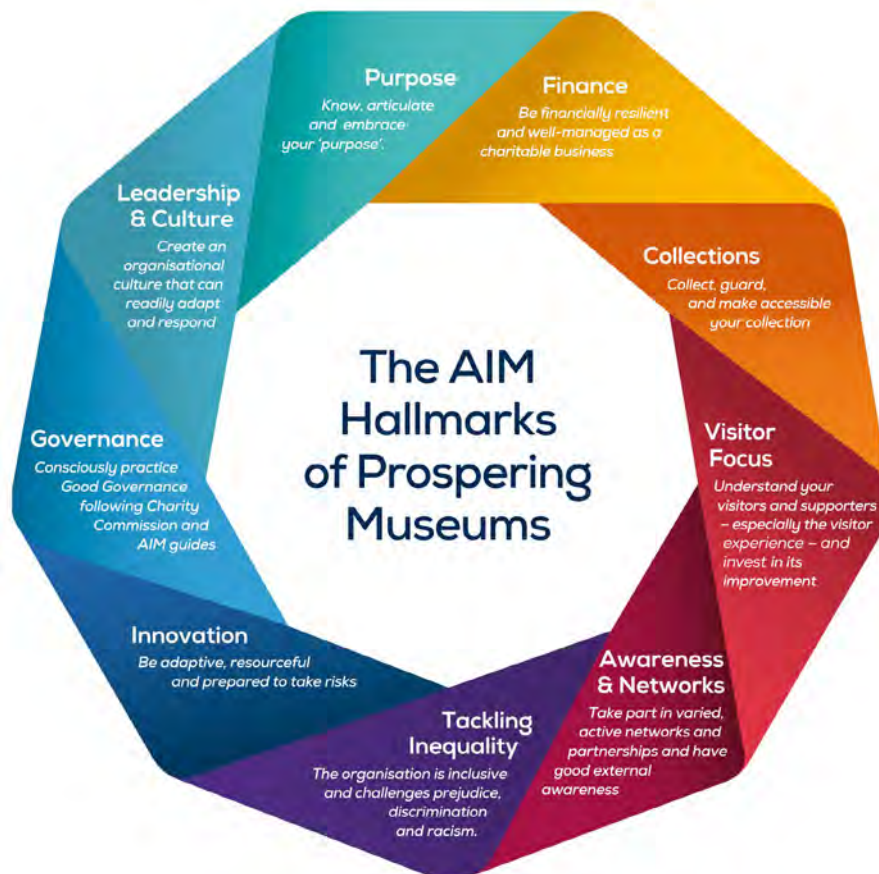 The AIM
Hallmarks
of Prospering
Museums
Purpose
Know, articulate
and embrace
your ‘purpose’.
Finance
Be financially resilient
and well-managed as a
charitable business
Collections
Collect, guard,
and make accessible
your collection
Visitor
Focus
Understand your
visitors and supporters
– especially the visitor
experience – and
invest in its
improvement
Awareness
& Networks
Take part in varied,
active networks and
partnerships and have
good external
awareness
Tackling
Inequality
The organisation is inclusive
and challenges prejudice,
discrimination
and racism.
Innovation
Be adaptive, resourceful
and prepared to take risks
Governance
Consciously practice
Good Governance
following Charity
Commission and
AIM guides
Leadership
& Culture
Create an
organisational
culture that can
readily adapt
and respond